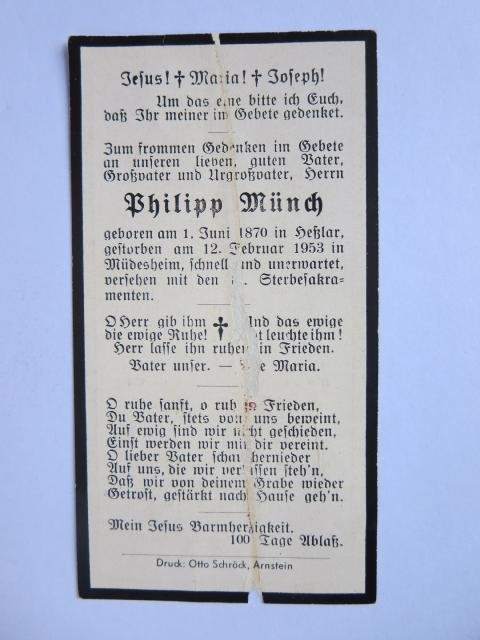 Jesus! † Maria! † Joseph!
Um das eine bitte ich Euch,
daß Ihr meiner im Gebete gedenket.
Zum frommen Gedenken im Gebete
an unseren lieben, guten Vater,
Großvater und Urgroßvater, Herrn
Philipp Münch
geboren am 1. Juni 1870 in Heßlar,
gestorben am 12. Februar 1953 in
Müdesheim, schnell und unerwartet,
versehen mit den Sterbesakra-
menten.
O Herr gib ihm † Und das ewige
die ewige Ruhe! leuchte ihm!
Herr lasse ihn ruhen in Frieden.
Vater unser. — Maria.
O ruhe sanft, o ruh in Frieden,
Du Vater, stets von uns beweint,
Auf ewig sind wir nicht geschieden,
Einst werden wir mit dir vereint.
O lieber Vater schau hernieder
Auf uns, die wir verlassen steh'n,
Daß wir von deinem Grabe wieder
Getrost, gestärkt nach Hause geh'n.
Mein Jesus Barmherzigkeit.
100 Tage Ablaß.
Druck: Otto Schröck, Arnstein